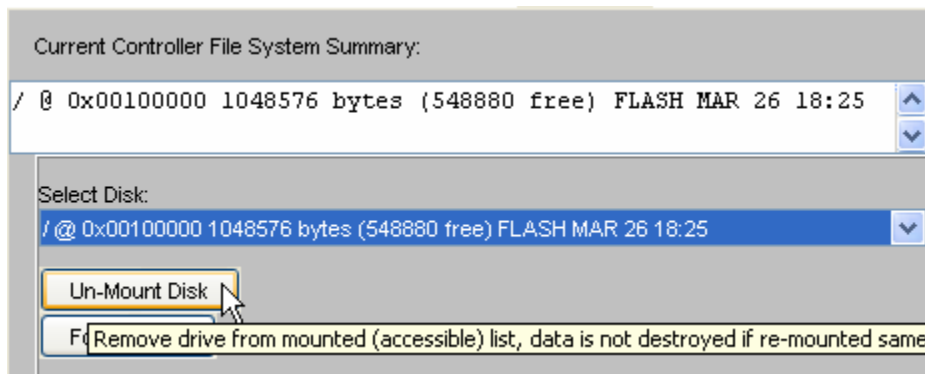 Current Controller File System Summary:
/ @ 0x00100000 1048576 bytes (548880 free) FLASH MAR 26 18:25
Select Disk:
/ @ 0x00100000 1048576 bytes (548880 free) FLASH MAR 26 18:25
Un-Mount Disk
Remove drive from mounted (accessible) list, data is not destroyed if re-mounted same